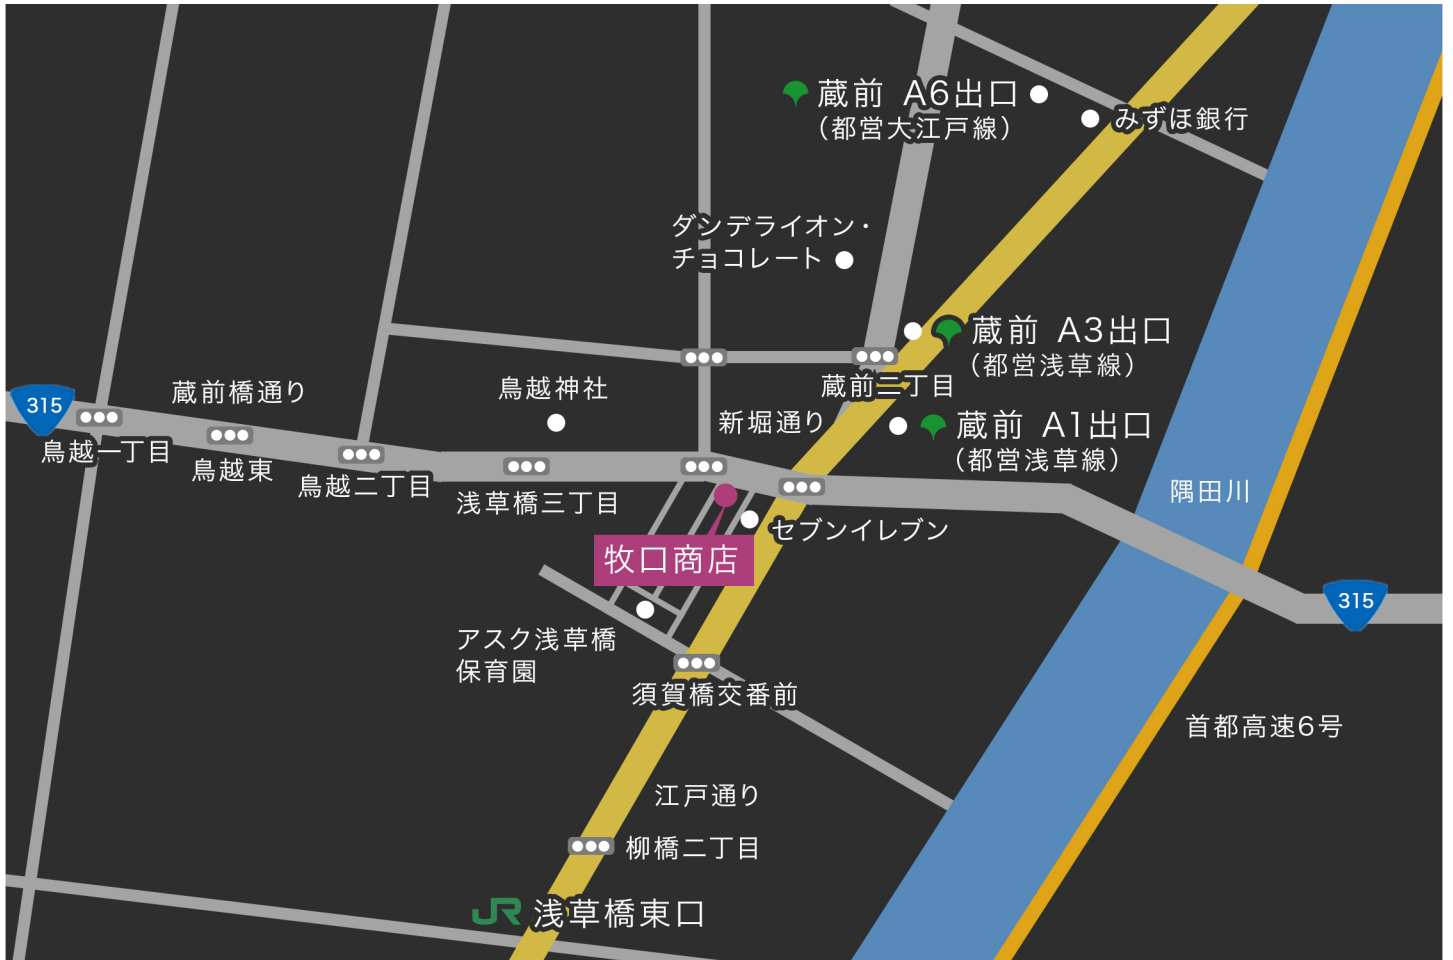 蔵前 A6出口
（都営大江戸線）
みずほ銀行
ダンデライオン・
チョコレート
蔵前 A3出口
（都営浅草線）
蔵前二丁目
315
蔵前橋通り
鳥越神社
新堀通り
蔵前 A1出口
（都営浅草線）
鳥越一丁目
鳥越東
鳥越二丁目
浅草橋三丁目
隅田川
セブンイレブン
牧口商店
315
アスク浅草橋
保育園
須賀橋交番前
首都高速6号
江戸通り
柳橋二丁目
JR 浅草橋東口